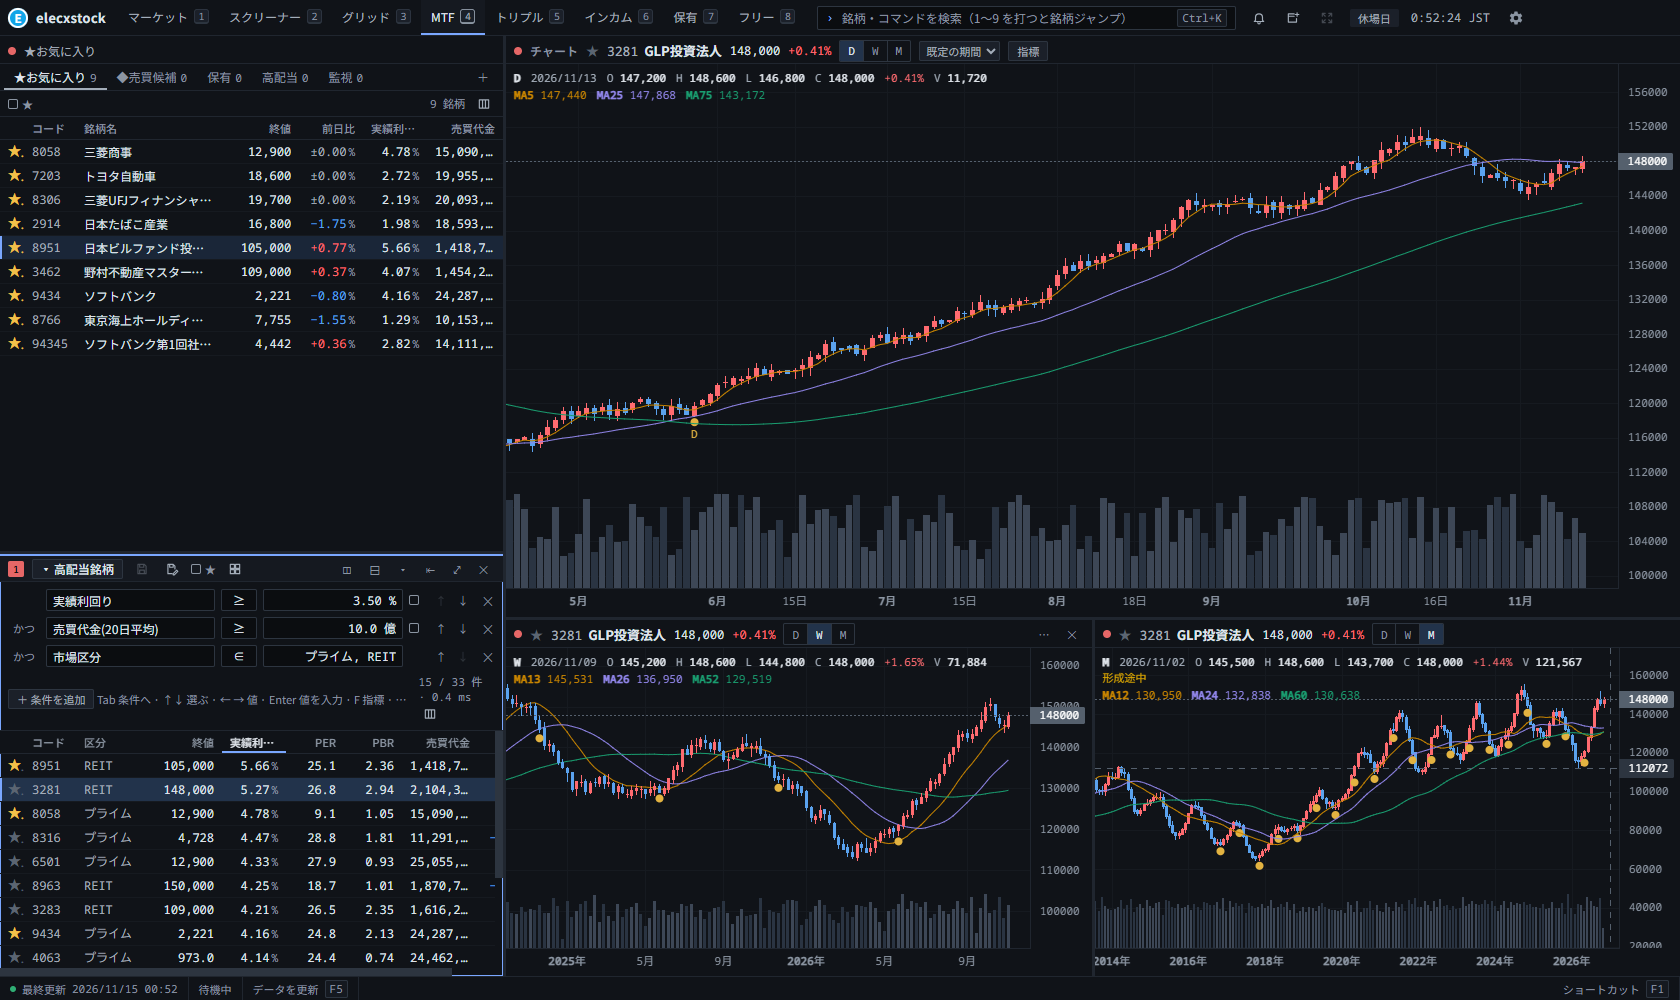 elecxstock マーケット 1 スクリーナー 2 グリッド 3 MTF 4 トリプル 5 インカム 6 保有 7 フリー 8 › 銘柄・コマンドを検索（1〜9 を打つと銘柄ジャンプ） Ctrl+K 休場日 0:52:24 JST
★お気に入り
★お気に入り 9 ◆売買候補 0 保有 0 高配当 0 監視 0 ＋
★ 9 銘柄
コード 銘柄名 終値 前日比 実績利… 売買代金
8058 三菱商事 12,900 ±0.00% 4.78% 15,090,…
7203 トヨタ自動車 18,600 ±0.00% 2.72% 19,955,…
8306 三菱UFJフィナンシャ… 19,700 ±0.00% 2.19% 20,093,…
2914 日本たばこ産業 16,800 −1.75% 1.98% 18,593,…
8951 日本ビルファンド投… 105,000 +0.77% 5.66% 1,418,7…
3462 野村不動産マスター… 109,000 +0.37% 4.07% 1,454,2…
9434 ソフトバンク 2,221 −0.80% 4.16% 24,287,…
8766 東京海上ホールディ… 7,755 −1.55% 1.29% 10,153,…
94345 ソフトバンク第1回社… 4,442 +0.36% 2.82% 14,111,…
チャート ★ 3281 GLP投資法人 148,000 +0.41% D W M 既定の期間 指標
D 2026/11/13 O 147,200 H 148,600 L 146,800 C 148,000 +0.41% V 11,720
MA5 147,440 MA25 147,868 MA75 143,172
156000
152000
148000
144000
140000
136000
132000
128000
124000
120000
116000
112000
108000
104000
100000
D
5月 6月 15日 7月 15日 8月 18日 9月 10月 16日 11月
1 高配当銘柄 ★
実績利回り ≥ 3.50 % ↑ ↓
かつ 売買代金(20日平均) ≥ 10.0 億 ↑ ↓
かつ 市場区分 ∈ プライム, REIT ↑ ↓
＋ 条件を追加 Tab 条件へ · ↑↓ 選ぶ · ←→ 値 · Enter 値を入力 · F 指標 · … 15 / 33 件 · 0.4 ms
コード 区分 終値 実績利… PER PBR 売買代金
8951 REIT 105,000 5.66% 25.1 2.36 1,418,7…
3281 REIT 148,000 5.27% 26.8 2.94 2,104,3…
8058 プライム 12,900 4.78% 9.1 1.05 15,090,…
8316 プライム 4,728 4.47% 28.8 1.81 11,291,…
6501 プライム 12,900 4.33% 27.9 0.93 25,055,…
8963 REIT 150,000 4.25% 18.7 1.01 1,870,7…
3283 REIT 109,000 4.21% 26.5 2.35 1,616,2…
9434 プライム 2,221 4.16% 24.8 2.13 24,287,…
4063 プライム 973.0 4.14% 24.4 0.74 24,462,…
★ 3281 GLP投資法人 148,000 +0.41% D W M
W 2026/11/09 O 145,200 H 148,600 L 144,800 C 148,000 +1.65% V 71,884
MA13 145,531 MA26 136,950 MA52 129,519
160000
150000
148000
140000
130000
120000
110000
100000
2025年 5月 9月 2026年 5月 9月
★ 3281 GLP投資法人 148,000 +0.41% D W M
M 2026/11/02 O 145,500 H 148,600 L 143,700 C 148,000 +1.44% V 121,567
形成途中
MA12 130,950 MA24 132,838 MA60 130,638
160000
148000
140000
120000
112072
100000
80000
60000
40000
20000
2014年 2016年 2018年 2020年 2022年 2024年 2026年
最終更新 2026/11/15 00:52 待機中 データを更新 F5 ショートカット F1